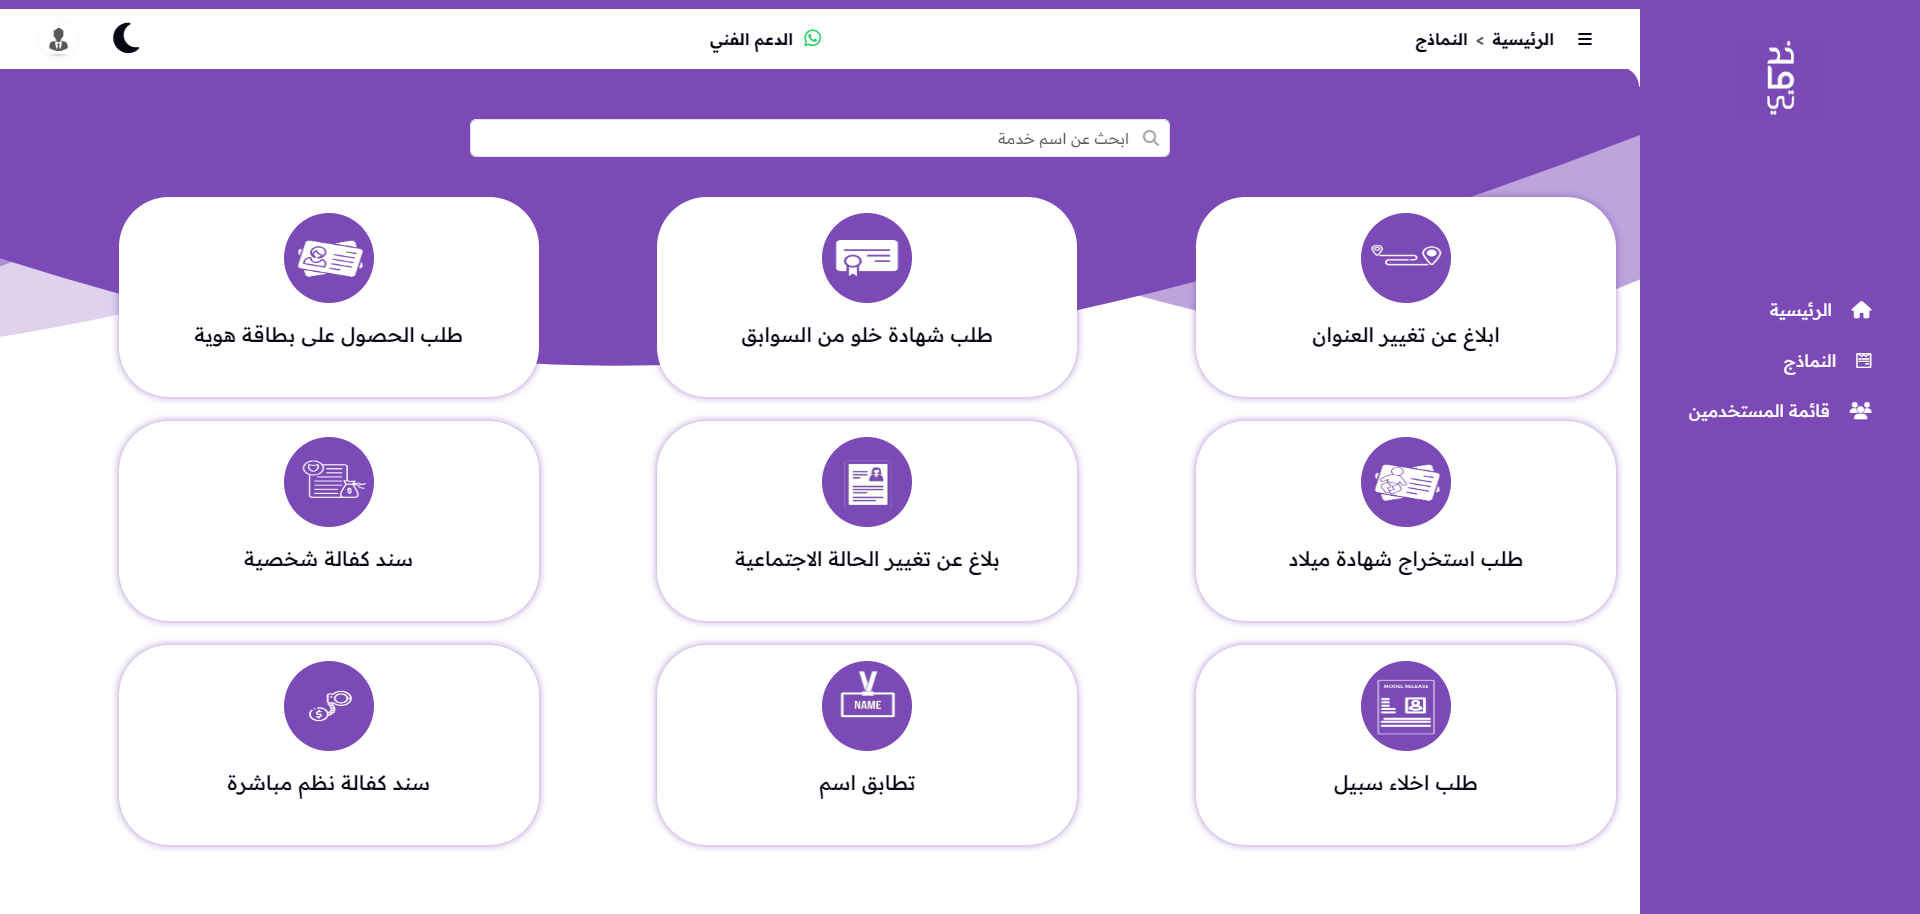 خدماتي
الرئيسية > النماذج
الدعم الفني
ابحث عن اسم خدمة
الرئيسية
النماذج
قائمة المستخدمين
ابلاغ عن تغيير العنوان
طلب شهادة خلو من السوابق
طلب الحصول على بطاقة هوية
طلب استخراج شهادة ميلاد
بلاغ عن تغيير الحالة الاجتماعية
سند كفالة شخصية
MODEL RELEASE
طلب اخلاء سبيل
NAME
تطابق اسم
سند كفالة نظم مباشرة